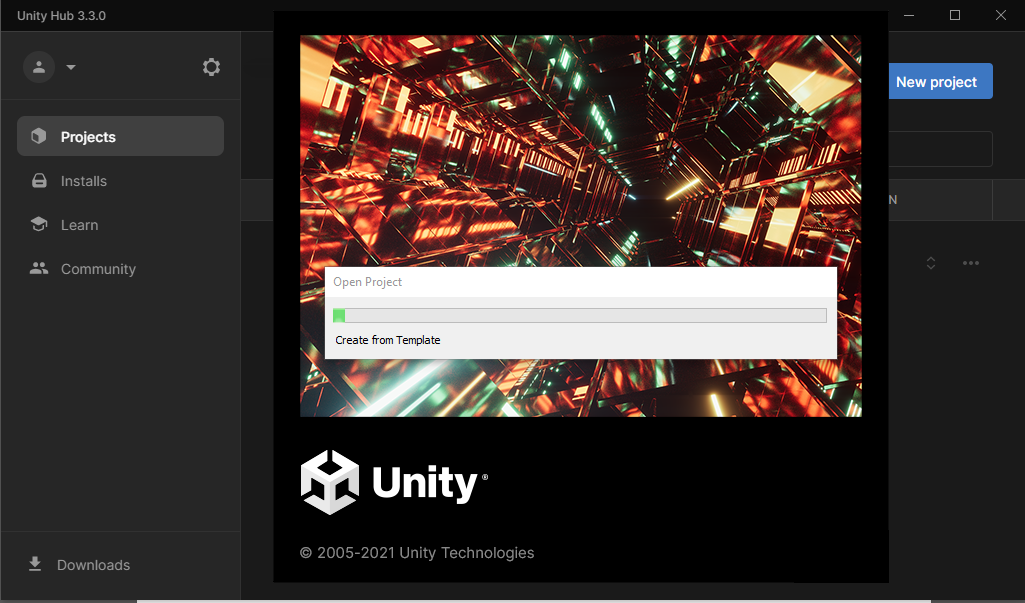 Unity Hub 3.3.0
New project
Projects
Installs
N
Learn
Community
Open Project
Create from Template
Unity®
© 2005-2021 Unity Technologies
Downloads